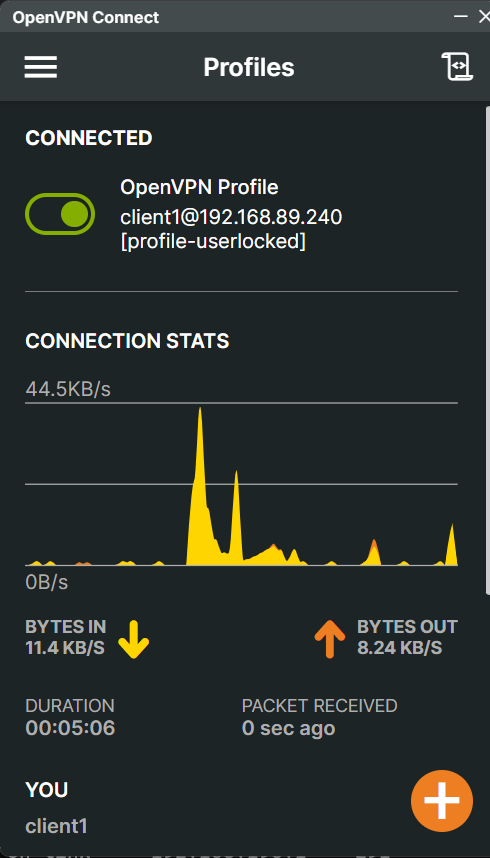 OpenVPN Connect
Profiles
CONNECTED
OpenVPN Profile
client1@192.168.89.240
[profile-userlocked]
CONNECTION STATS
44.5KB/s
0B/s
BYTES IN
11.4 KB/S
BYTES OUT
8.24 KB/S
DURATION
00:05:06
PACKET RECEIVED
0 sec ago
YOU
client1